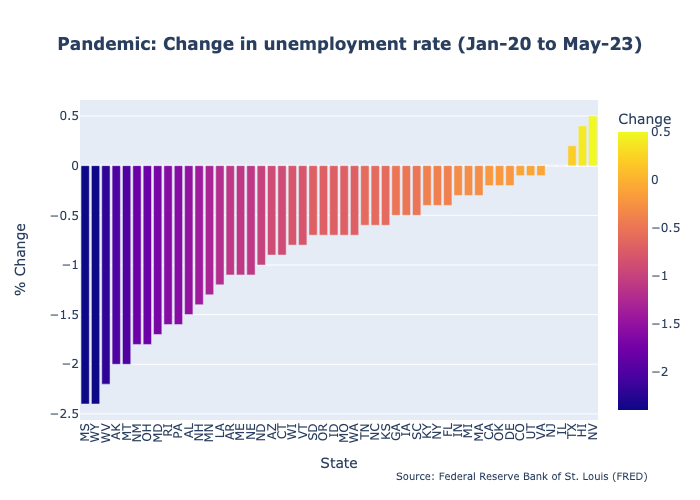 Pandemic: Change in unemployment rate (Jan-20 to May-23)
Change
0.5
0
−0.5
−1
−1.5
−2
−2.5
% Change
0.5
0
−0.5
−1
−1.5
−2
MS WY WV AK MT NM OH MD RI PA AL NH MN LA AR ME NE ND AZ CT WI VT SD OR ID MO WA TN NC KS GA IA SC KY NY FL IN MI MA CA OK DE CO UT VA NJ IL TX HI NV
State
Source: Federal Reserve Bank of St. Louis (FRED)